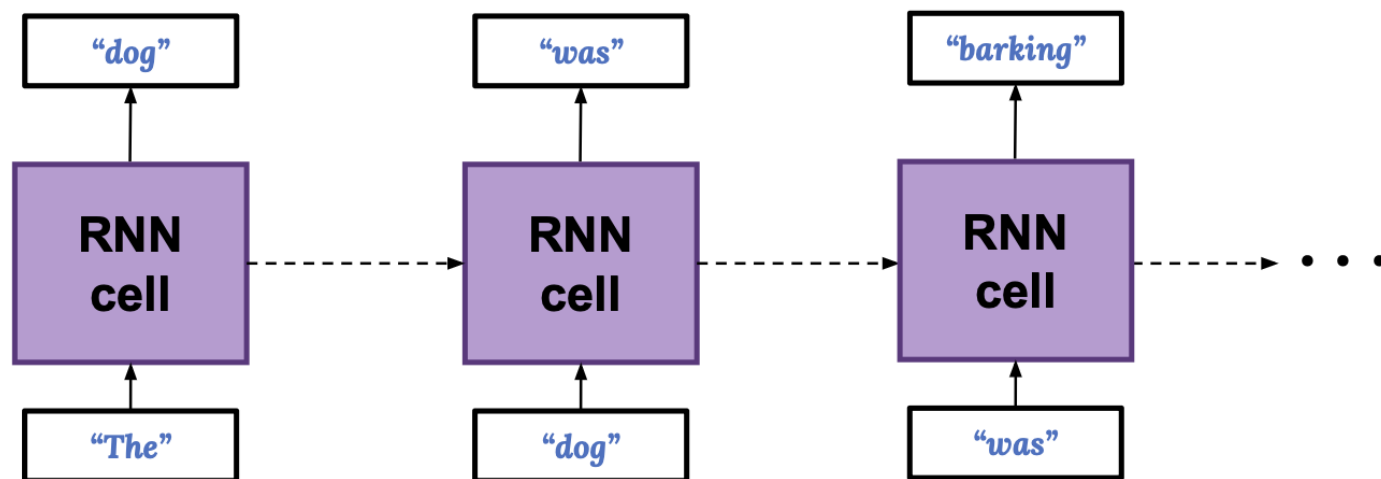 “dog”
“was”
“barking”
RNN
cell
RNN
cell
RNN
cell
. . .
“The”
“dog”
“was”